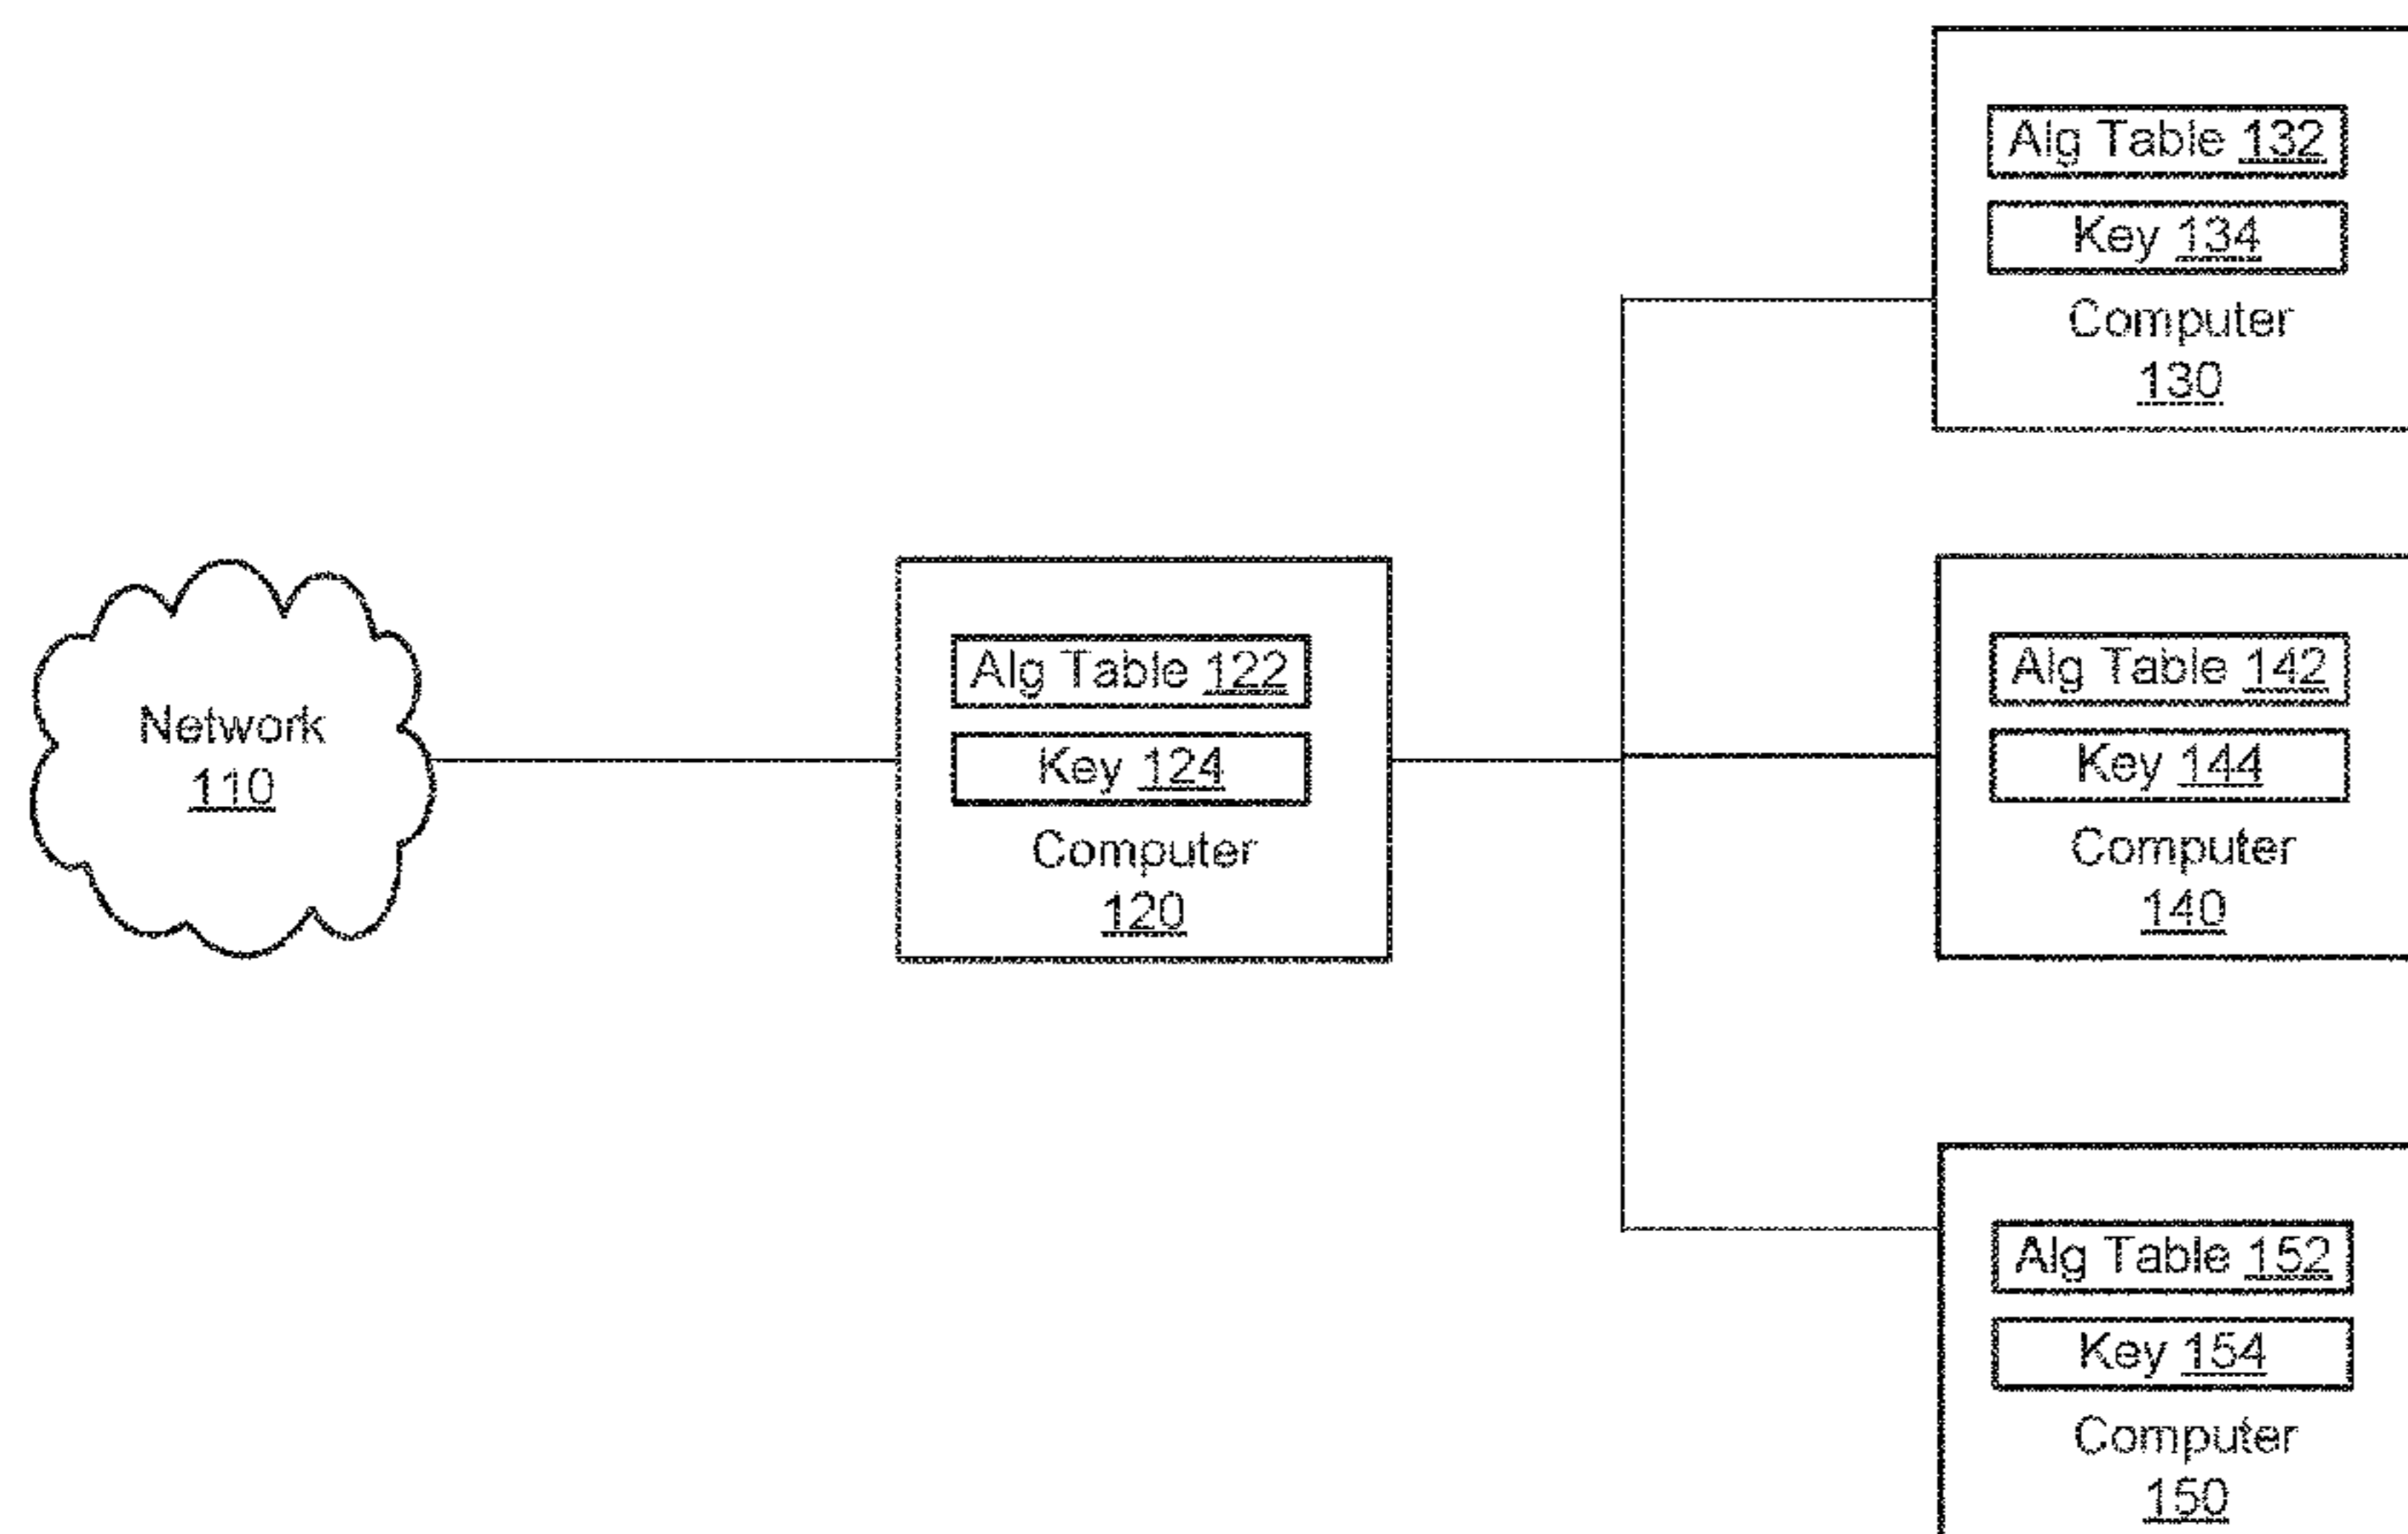 Network
110
Alg Table 122
Key 124
Computer
120
Alg Table 132
Key 134
Computer
130
Alg Table 142
Key 144
Computer
140
Alg Table 152
Key 154
Computer
150